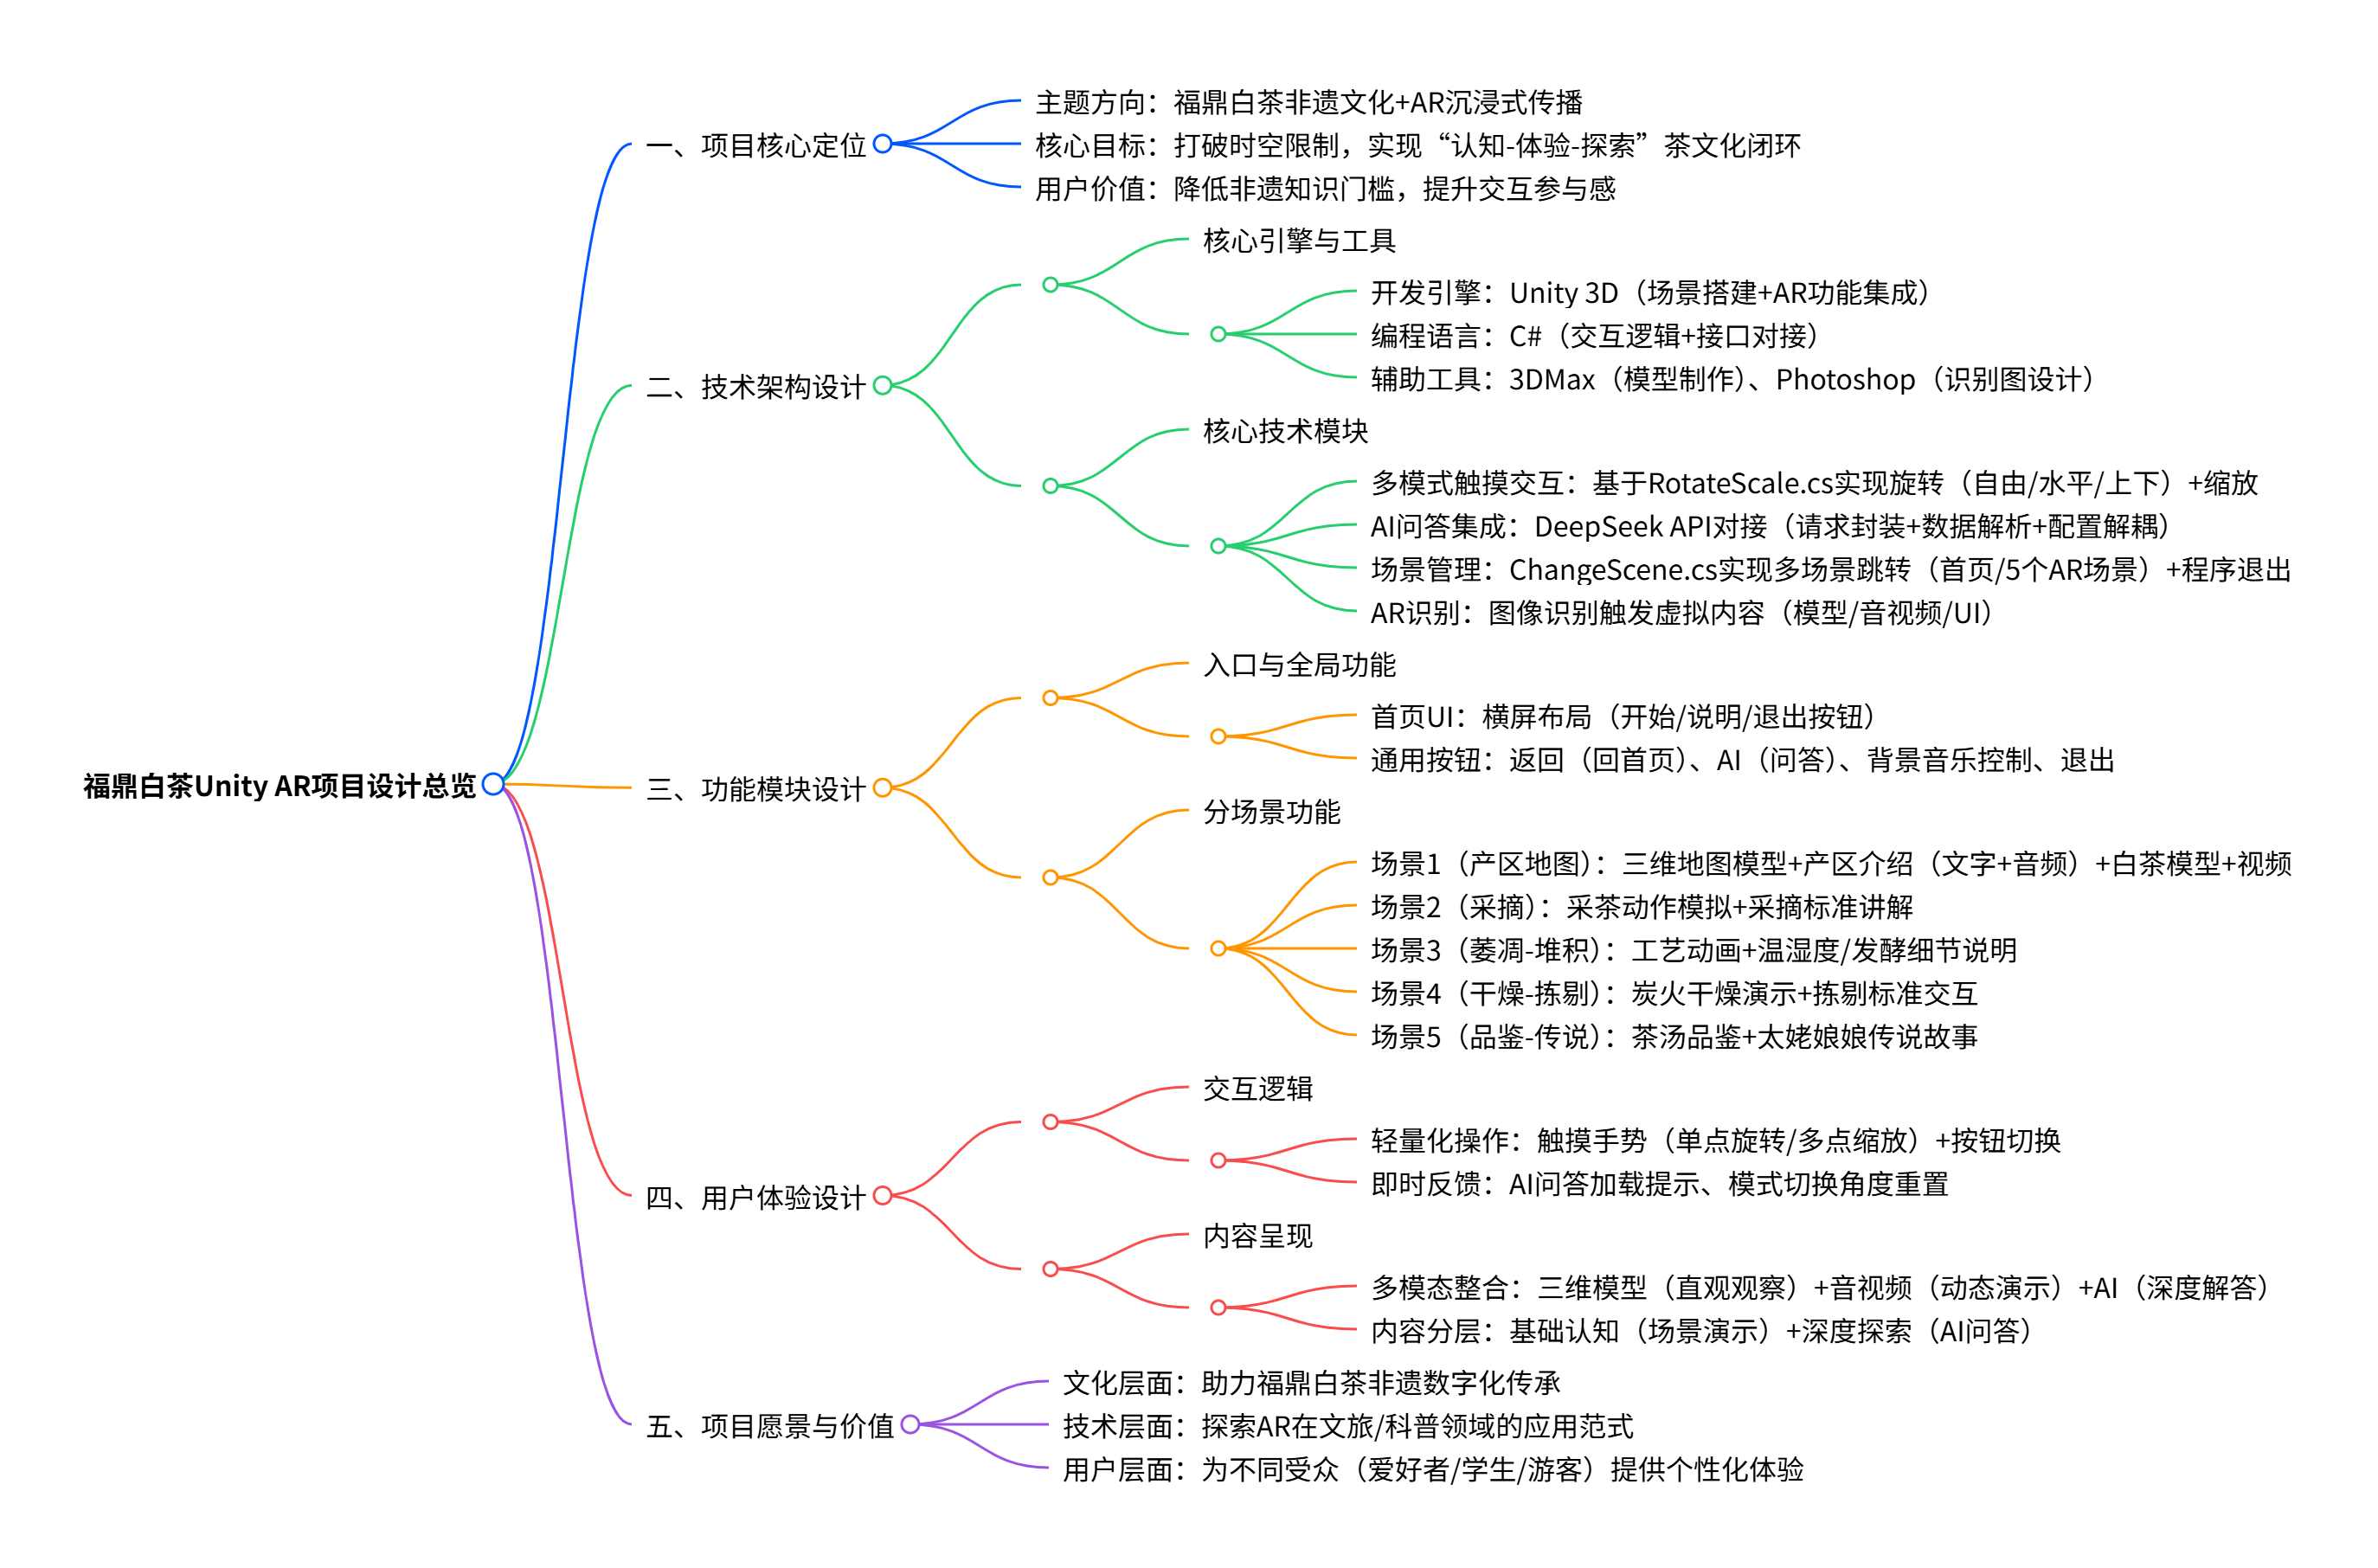 主题方向：福鼎白茶非遗文化+AR沉浸式传播
一、项目核心定位
核心目标：打破时空限制，实现“认知-体验-探索”茶文化闭环
用户价值：降低非遗知识门槛，提升交互参与感
核心引擎与工具
开发引擎：Unity 3D（场景搭建+AR功能集成）
编程语言：C#（交互逻辑+接口对接）
辅助工具：3DMax（模型制作）、Photoshop（识别图设计）
二、技术架构设计
核心技术模块
多模式触摸交互：基于RotateScale.cs实现旋转（自由/水平/上下）+缩放
AI问答集成：DeepSeek API对接（请求封装+数据解析+配置解耦）
场景管理：ChangeScene.cs实现多场景跳转（首页/5个AR场景）+程序退出
AR识别：图像识别触发虚拟内容（模型/音视频/UI）
入口与全局功能
首页UI：横屏布局（开始/说明/退出按钮）
通用按钮：返回（回首页）、AI（问答）、背景音乐控制、退出
福鼎白茶Unity AR项目设计总览
三、功能模块设计
分场景功能
场景1（产区地图）：三维地图模型+产区介绍（文字+音频）+白茶模型+视频
场景2（采摘）：采茶动作模拟+采摘标准讲解
场景3（萎凋-堆积）：工艺动画+温湿度/发酵细节说明
场景4（干燥-拣剔）：炭火干燥演示+拣剔标准交互
场景5（品鉴-传说）：茶汤品鉴+太姥娘娘传说故事
交互逻辑
轻量化操作：触摸手势（单点旋转/多点缩放）+按钮切换
即时反馈：AI问答加载提示、模式切换角度重置
四、用户体验设计
内容呈现
多模态整合：三维模型（直观观察）+音视频（动态演示）+AI（深度解答）
内容分层：基础认知（场景演示）+深度探索（AI问答）
文化层面：助力福鼎白茶非遗数字化传承
五、项目愿景与价值
技术层面：探索AR在文旅/科普领域的应用范式
用户层面：为不同受众（爱好者/学生/游客）提供个性化体验